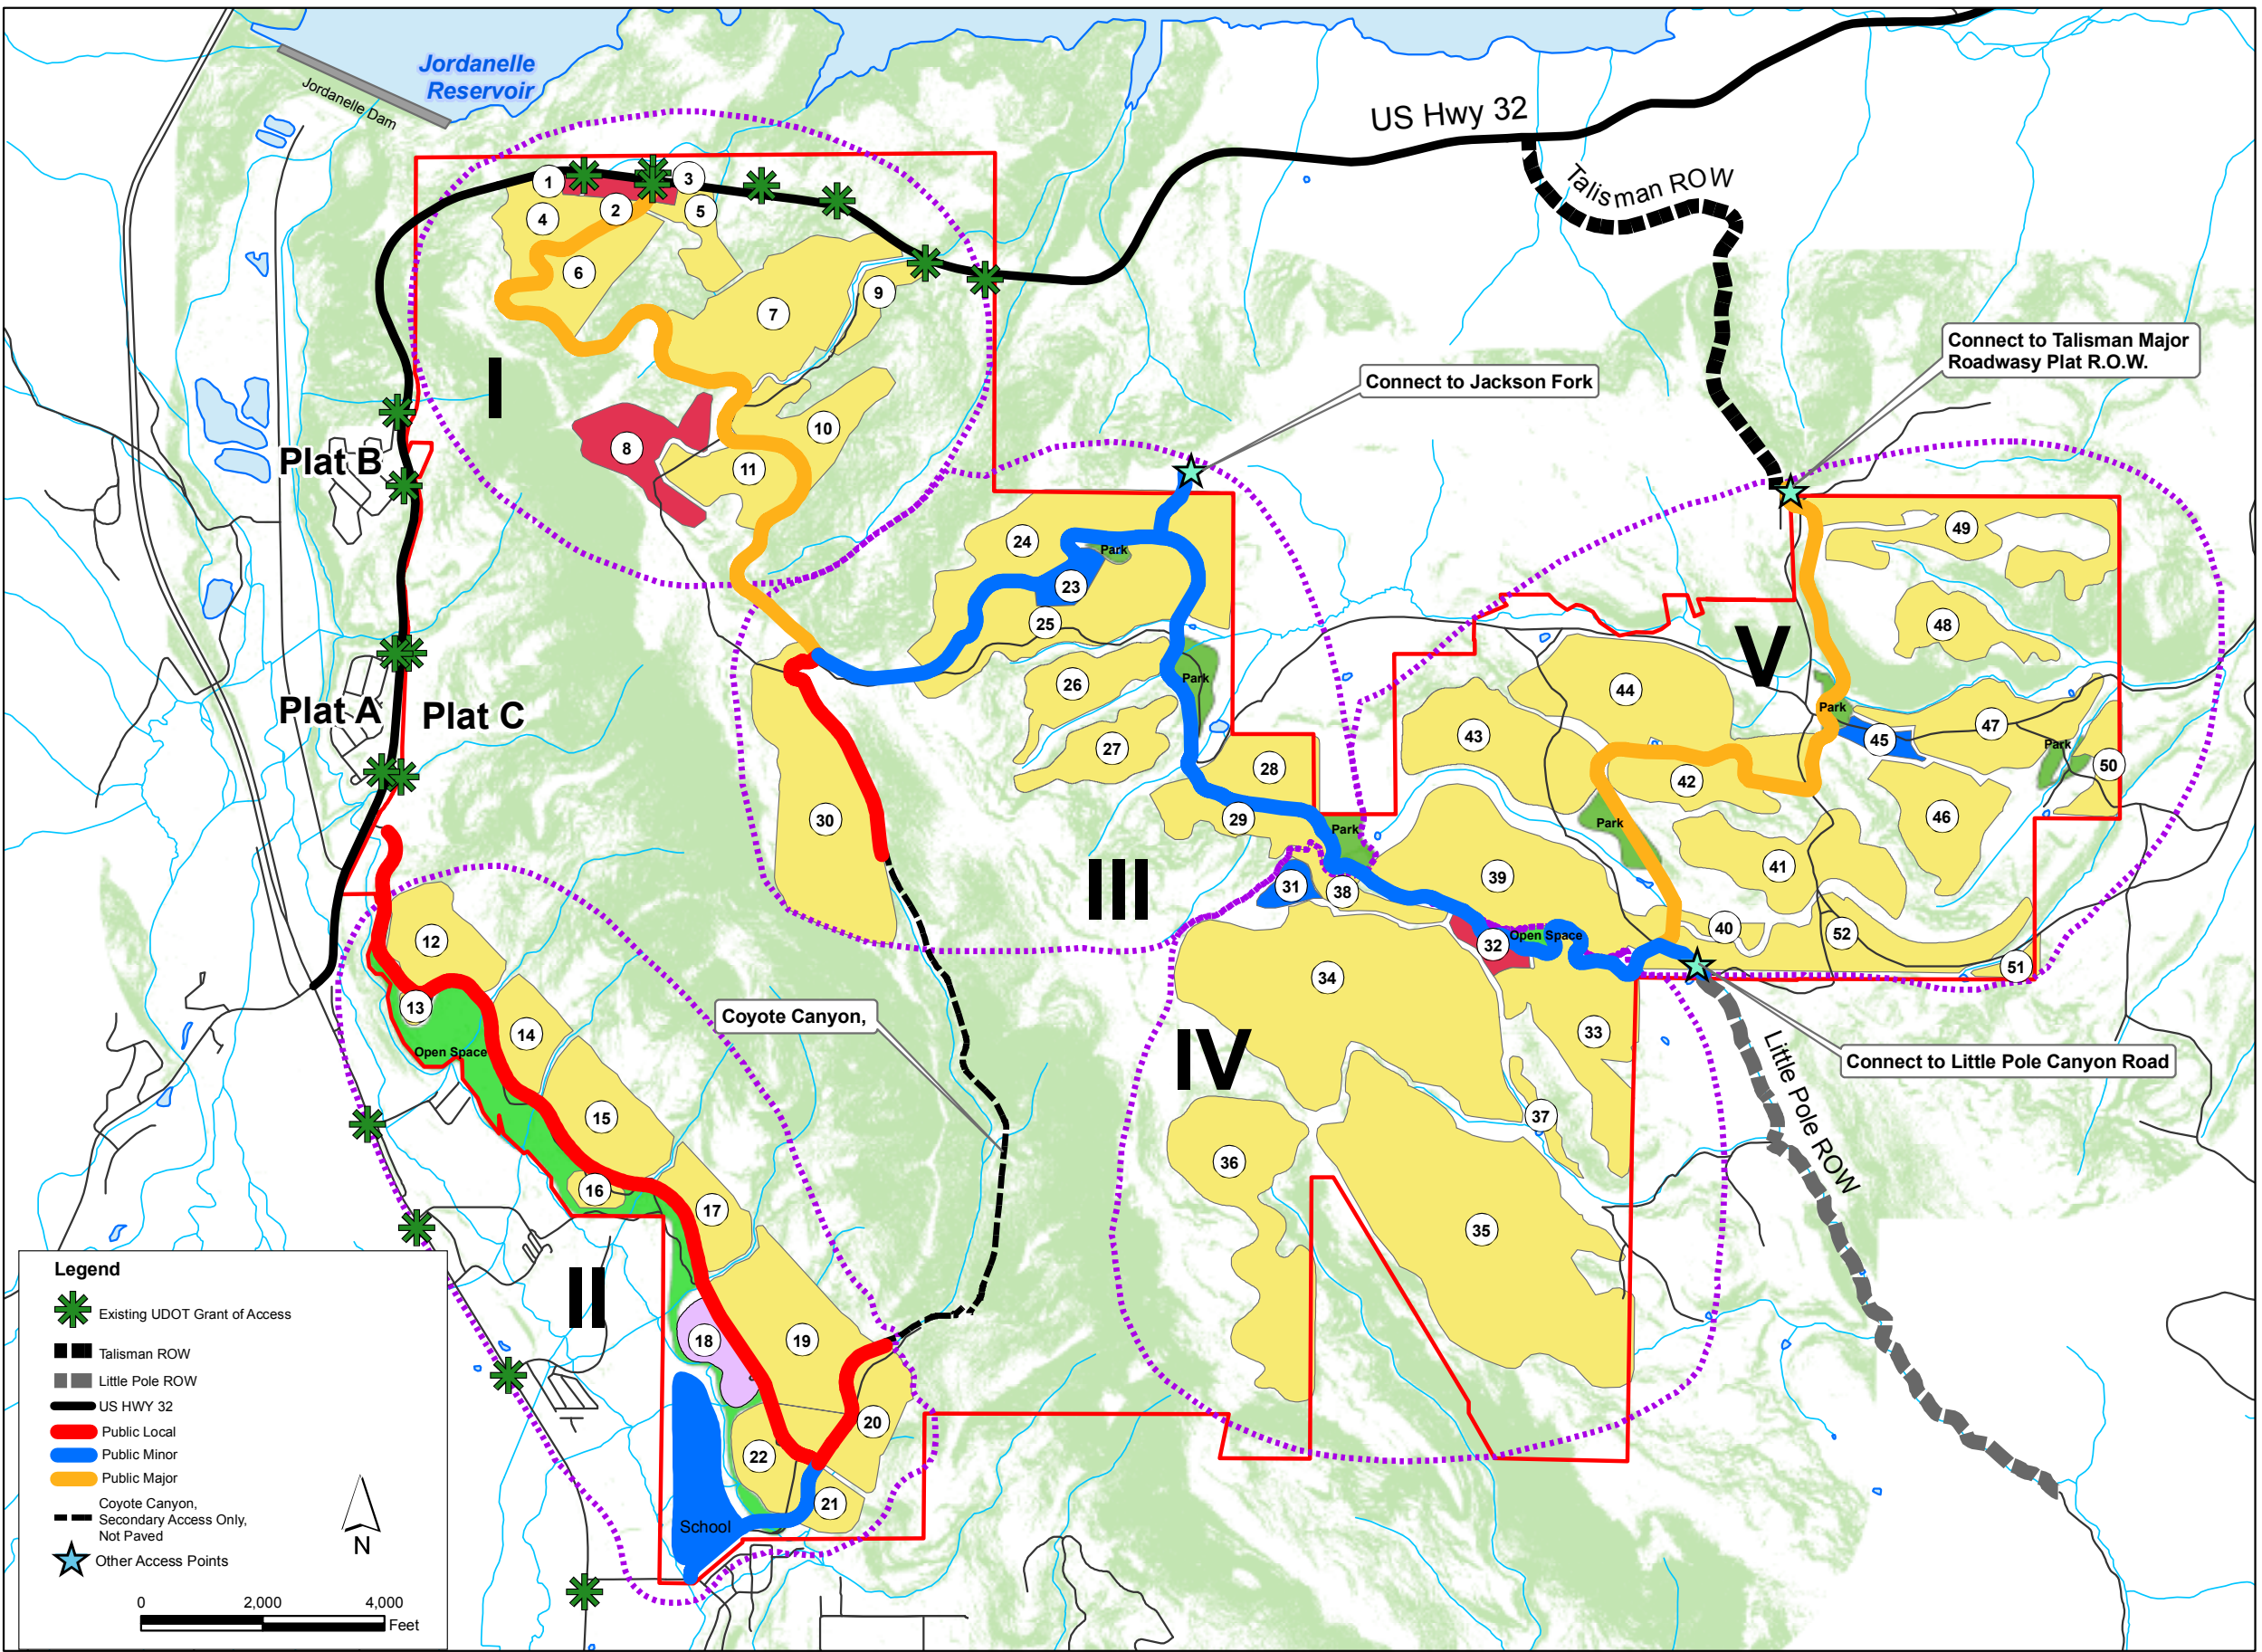 Jordanelle
Reservoir
Jordanelle Dam
US Hwy 32
Talisman ROW
1
3
2
4
5
6
7
9
Connect to Talisman Major
Roadwasy Plat R.O.W.
Connect to Jackson Fork
I
8
10
11
Plat B
24
Park
23
25
49
48
V
44
26
Park
27
Plat A
Plat C
43
Park
45
47
Park
50
42
28
29
30
Park
Park
46
41
III
31
38
39
40
52
32
Open Space
51
12
13
14
Open Space
34
33
Coyote Canyon,
IV
Connect to Little Pole Canyon Road
Little Pole ROW
15
37
36
16
17
35
II
18
19
20
22
21
School
Legend
Existing UDOT Grant of Access
Talisman ROW
Little Pole ROW
US HWY 32
Public Local
Public Minor
Public Major
Coyote Canyon,
Secondary Access Only,
Not Paved
Other Access Points
N
0 2,000 4,000
Feet